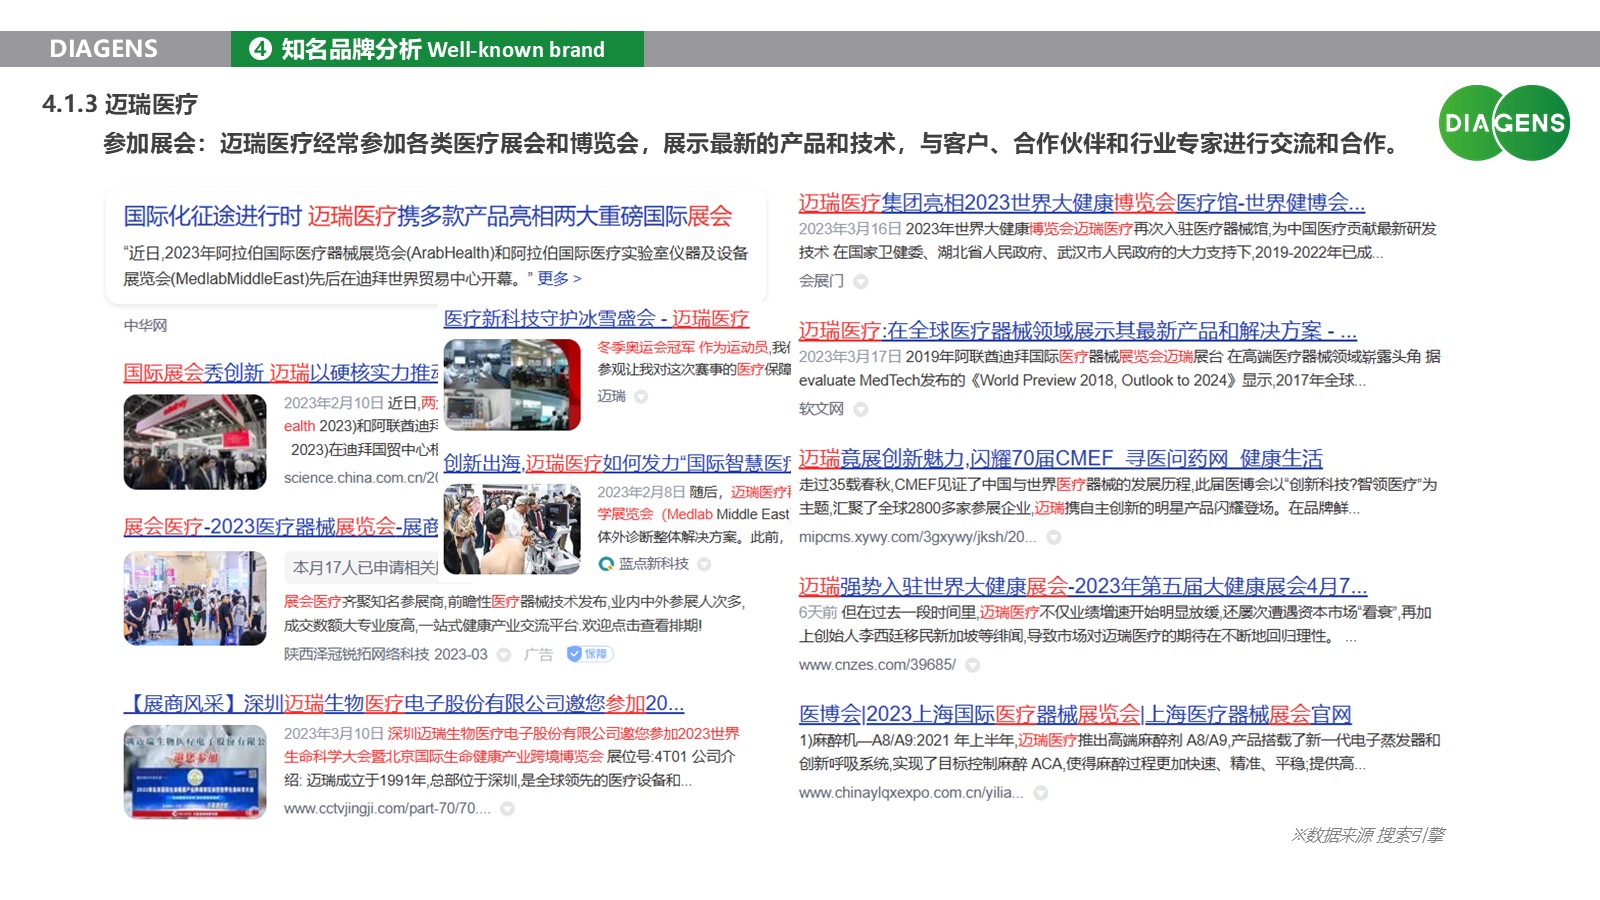 DIAGENS
4 知名品牌分析 Well-known brand
4.1.3 迈瑞医疗
参加展会：迈瑞医疗经常参加各类医疗展会和博览会，展示最新的产品和技术，与客户、合作伙伴和行业专家进行交流和合作。
DIAGENS
国际化征途进行时 迈瑞医疗携多款产品亮相两大重磅国际展会
“近日,2023年阿拉伯国际医疗器械展览会(ArabHealth)和阿拉伯国际医疗实验室仪器及设备
展览会(MedlabMiddleEast)先后在迪拜世界贸易中心开幕。” 更多 >
中华网
国际展会秀创新 迈瑞以硬核实力推动
2023年2月10日 近日,两
ealth 2023)和阿联酋迪拜
2023)在迪拜国贸中心相
science.china.com.cn/20
展会医疗-2023医疗器械展览会-展商
本月17人已申请相关
展会医疗齐聚知名参展商,前瞻性医疗器械技术发布,业内中外参展人次多,
成交数额大专业度高,一站式健康产业交流平台.欢迎点击查看排期!
陕西泽冠锐拓网络科技 2023-03 广告 保障
【展商风采】深圳迈瑞生物医疗电子股份有限公司邀您参加20...
2023年3月10日 深圳迈瑞生物医疗电子股份有限公司邀您参加2023世界
生命科学大会暨北京国际生命健康产业跨境博览会 展位号:4T01 公司介
绍: 迈瑞成立于1991年,总部位于深圳,是全球领先的医疗设备和...
www.cctvjingji.com/part-70/70....
医疗新科技守护冰雪盛会 - 迈瑞医疗
冬季奥运会冠军 作为运动员,我
参观让我对这次赛事的医疗保障
迈瑞
创新出海,迈瑞医疗如何发力“国际智慧医疗
2023年2月8日 随后，迈瑞医疗
学展览会（Medlab Middle East
体外诊断整体解决方案。此前，
蓝点新科技
迈瑞医疗集团亮相2023世界大健康博览会医疗馆-世界健博会...
2023年3月16日 2023年世界大健康博览会迈瑞医疗再次入驻医疗器械馆,为中国医疗贡献最新研发
技术 在国家卫健委、湖北省人民政府、武汉市人民政府的大力支持下,2019-2022年已成...
会展门
迈瑞医疗:在全球医疗器械领域展示其最新产品和解决方案 - ...
2023年3月17日 2019年阿联酋迪拜国际医疗器械展览会迈瑞展台 在高端医疗器械领域崭露头角 据
evaluate MedTech发布的《World Preview 2018, Outlook to 2024》显示,2017年全球...
软文网
迈瑞竟展创新魅力,闪耀70届CMEF_寻医问药网_健康生活
走过35载春秋,CMEF见证了中国与世界医疗器械的发展历程,此届医博会以“创新科技?智领医疗”为
主题,汇聚了全球2800多家参展企业,迈瑞携自主创新的明星产品闪耀登场。在品牌鲜...
mipcms.xywy.com/3gxywy/jksh/20...
迈瑞强势入驻世界大健康展会-2023年第五届大健康展会4月7...
6天前 但在过去一段时间里,迈瑞医疗不仅业绩增速开始明显放缓,还屡次遭遇资本市场“看衰”,再加
上创始人李西廷移民新加坡等绯闻,导致市场对迈瑞医疗的期待在不断地回归理性。 ...
www.cnzes.com/39685/
医博会|2023上海国际医疗器械展览会|上海医疗器械展会官网
1)麻醉机—A8/A9:2021 年上半年,迈瑞医疗推出高端麻醉剂 A8/A9,产品搭载了新一代电子蒸发器和
创新呼吸系统,实现了目标控制麻醉 ACA,使得麻醉过程更加快速、精准、平稳;提供高...
www.chinaylqxexpo.com.cn/yilia...
※数据来源 搜索引擎